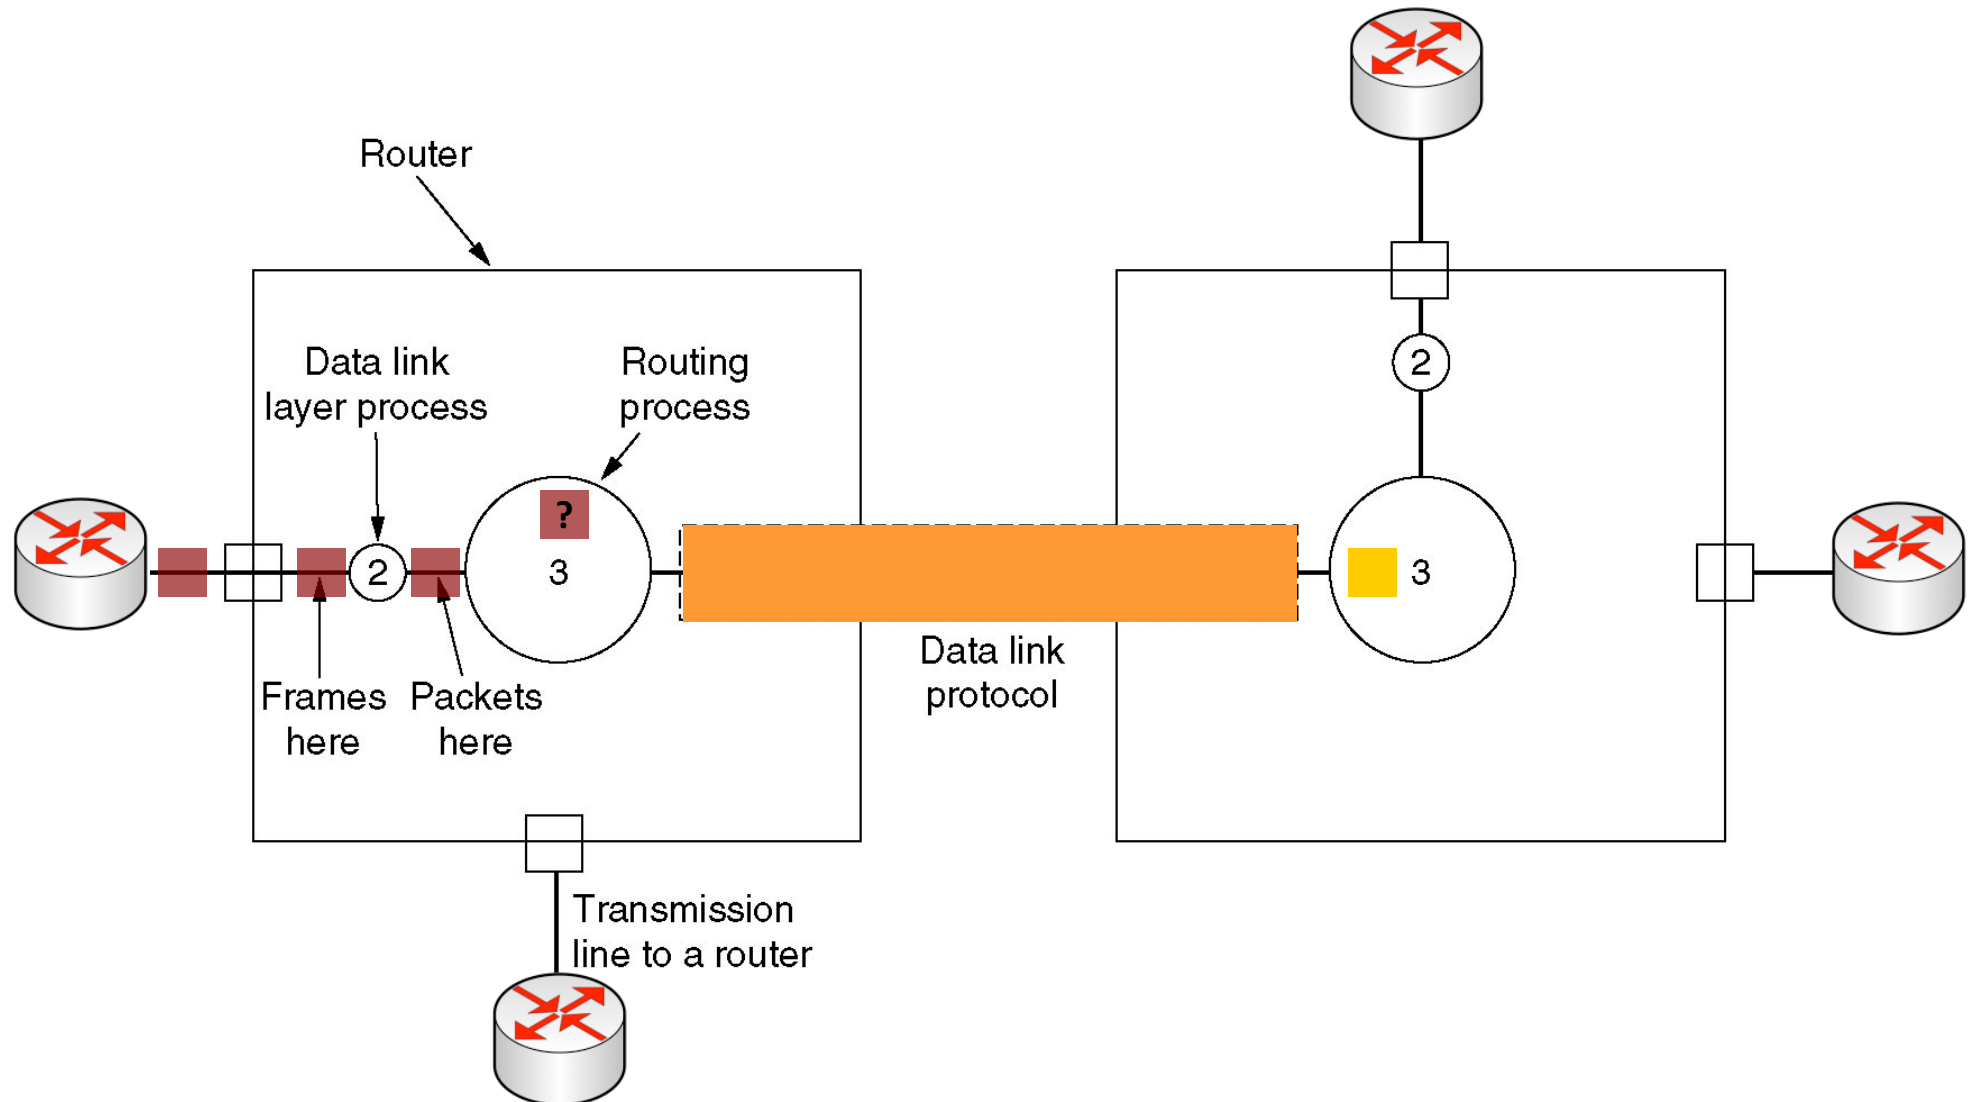 Router
Data link
layer process
Routing
process
2
?
3
2
3
Frames
here
Packets
here
Data link
protocol
Transmission
line to a router